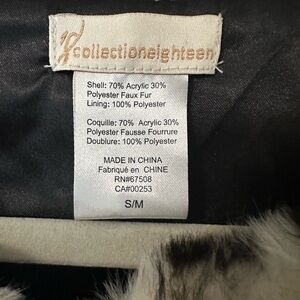 18 collectioneighteen
Shell: 70% Acrylic 30%
Polyester Faux Fur
Lining: 100% Polyester
Coquille: 70% Acrylic 30%
Polyester Fausse Fourrure
Doublure: 100% Polyester
MADE IN CHINA
Fabriqué en CHINE
RN#67508
CA#00253
S/M